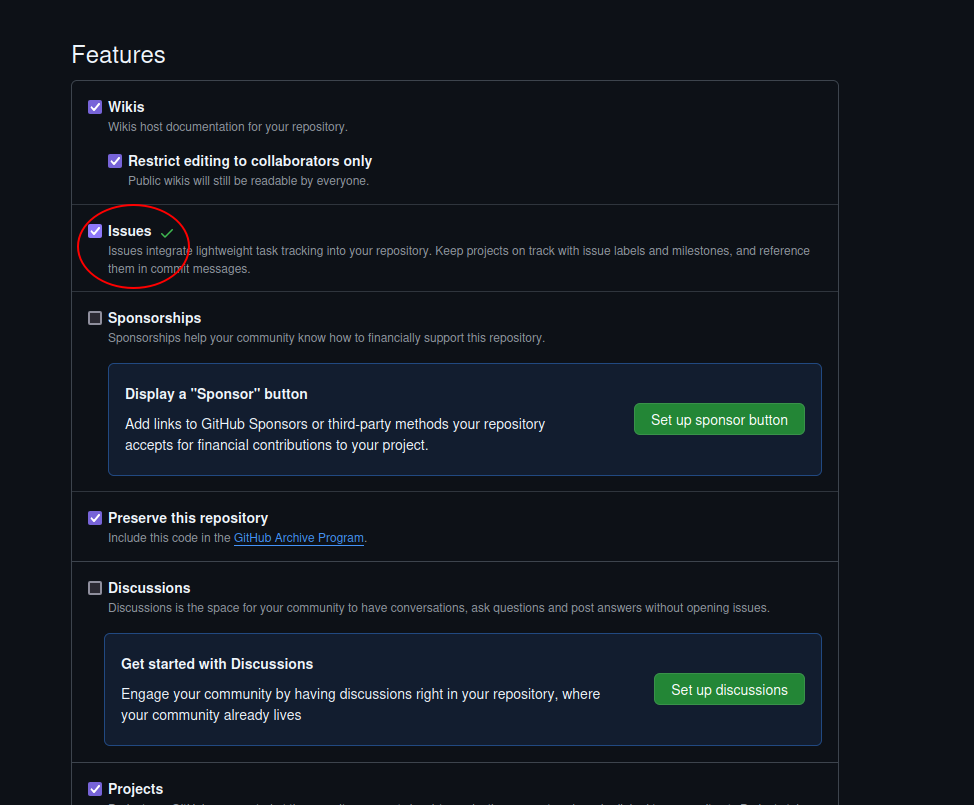 Features
Wikis
Wikis host documentation for your repository.
Restrict editing to collaborators only
Public wikis will still be readable by everyone.
Issues
Issues integrate lightweight task tracking into your repository. Keep projects on track with issue labels and milestones, and reference
them in commit messages.
Sponsorships
Sponsorships help your community know how to financially support this repository.
Display a "Sponsor" button
Add links to GitHub Sponsors or third-party methods your repository
accepts for financial contributions to your project.
Set up sponsor button
Preserve this repository
Include this code in the GitHub Archive Program.
Discussions
Discussions is the space for your community to have conversations, ask questions and post answers without opening issues.
Get started with Discussions
Engage your community by having discussions right in your repository, where
your community already lives
Set up discussions
Projects